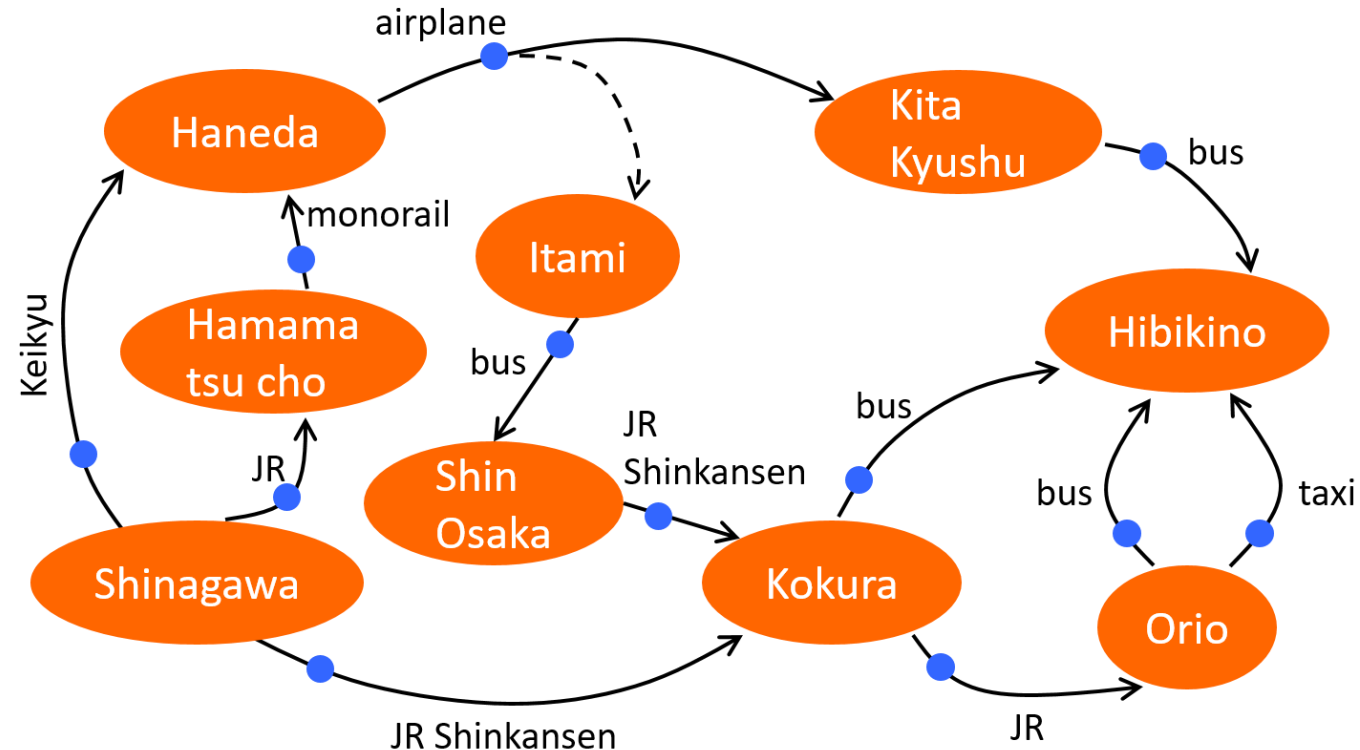 airplane
Haneda
Kita
Kyushu
bus
monorail
Itami
Keikyu
Hamama
tsu cho
Hibikino
bus
JR
Shinkansen
bus
JR
Shin
Osaka
bus
taxi
Shinagawa
Kokura
Orio
JR Shinkansen
JR